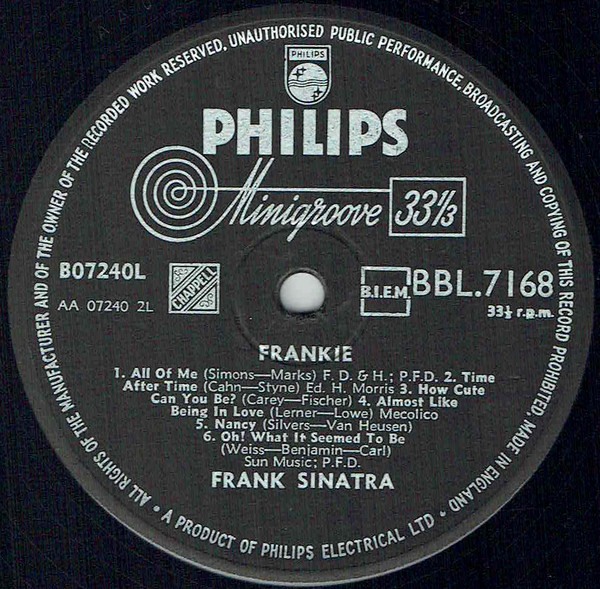 ALL RIGHTS OF THE MANUFACTURER AND OF THE OWNER OF THE RECORDED WORK RESERVED. UNAUTHORISED PUBLIC PERFORMANCE, BROADCASTING AND COPYING OF THIS RECORD PROHIBITED. MADE IN ENGLAND
PHILIPS
PHILIPS
Minigroove 33⅓
B07240L
CHAPPELL
B.I.E.M
BBL.7168
AA 07240 2L
33⅓ r.p.m.
FRANKIE
1. All Of Me (Simons—Marks) F. D. & H.; P.F.D. 2. Time
After Time (Cahn—Styne) Ed. H. Morris 3. How Cute
Can You Be? (Carey—Fischer) 4. Almost Like
Being In Love (Lerner—Lowe) Mecolico
5. Nancy (Silvers—Van Heusen)
6. Oh! What It Seemed To Be
(Weiss—Benjamin—Carl)
Sun Music; P.F.D.
FRANK SINATRA
• A PRODUCT OF PHILIPS ELECTRICAL LTD •